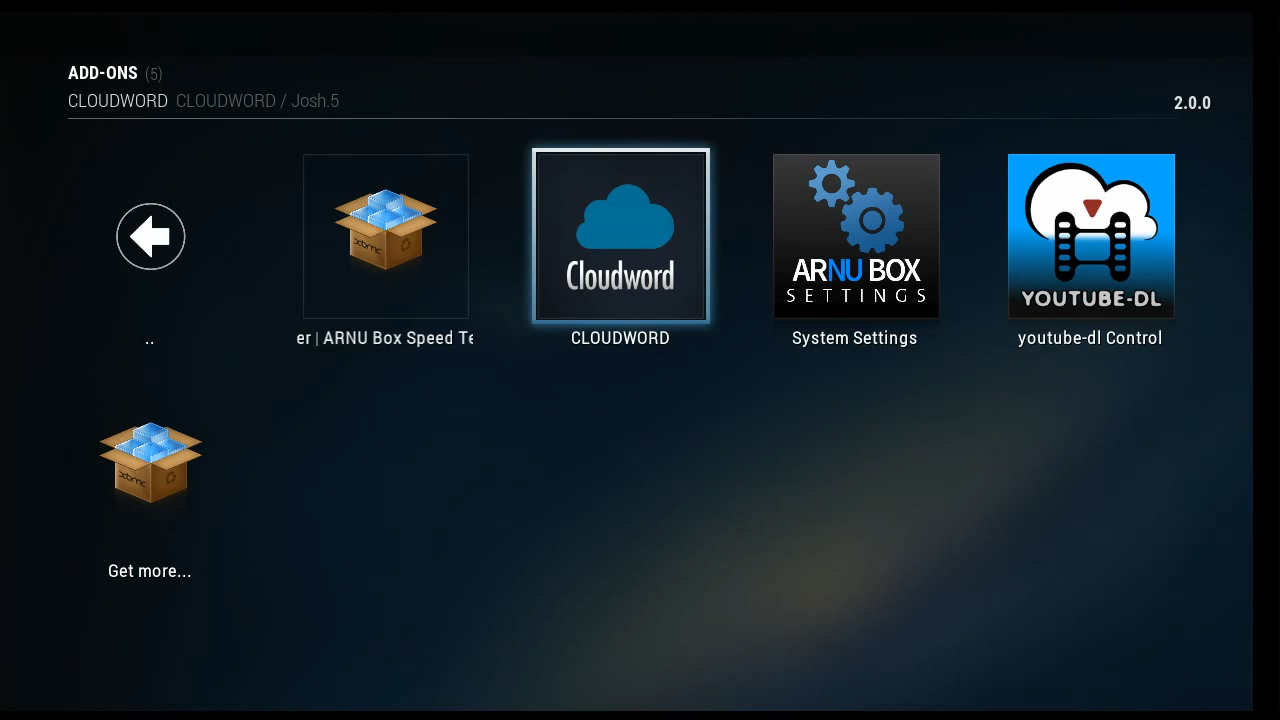 ADD-ONS (5)
CLOUDWORD CLOUDWORD / Josh.5
2.0.0
xbmc
Cloudword
ARNU BOX
SETTINGS
YOUTUBE-DL
..
er | ARNU Box Speed Te
CLOUDWORD
System Settings
youtube-dl Control
xbmc
Get more...